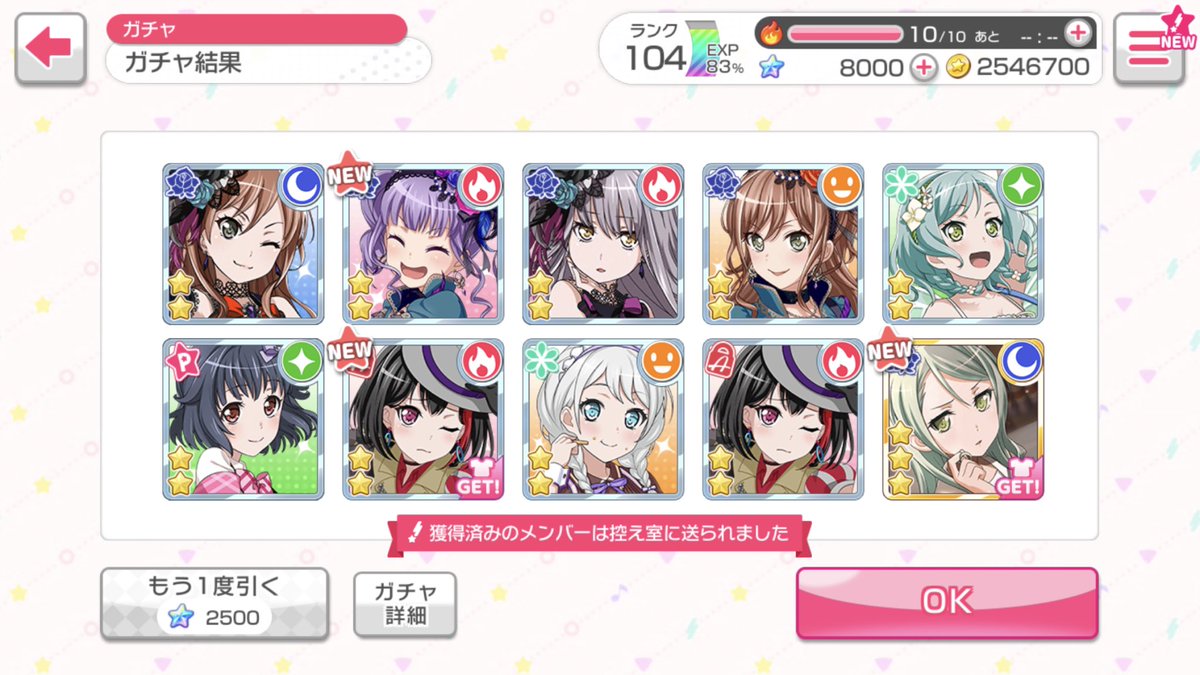 ガチャ
ガチャ結果
ランク
104
EXP
83%
10/10 あと --:--
8000
2546700
NEW
NEW
P
NEW
GET!
A
NEW
GET!
獲得済みのメンバーは控え室に送られました
もう1度引く
2500
ガチャ
詳細
OK